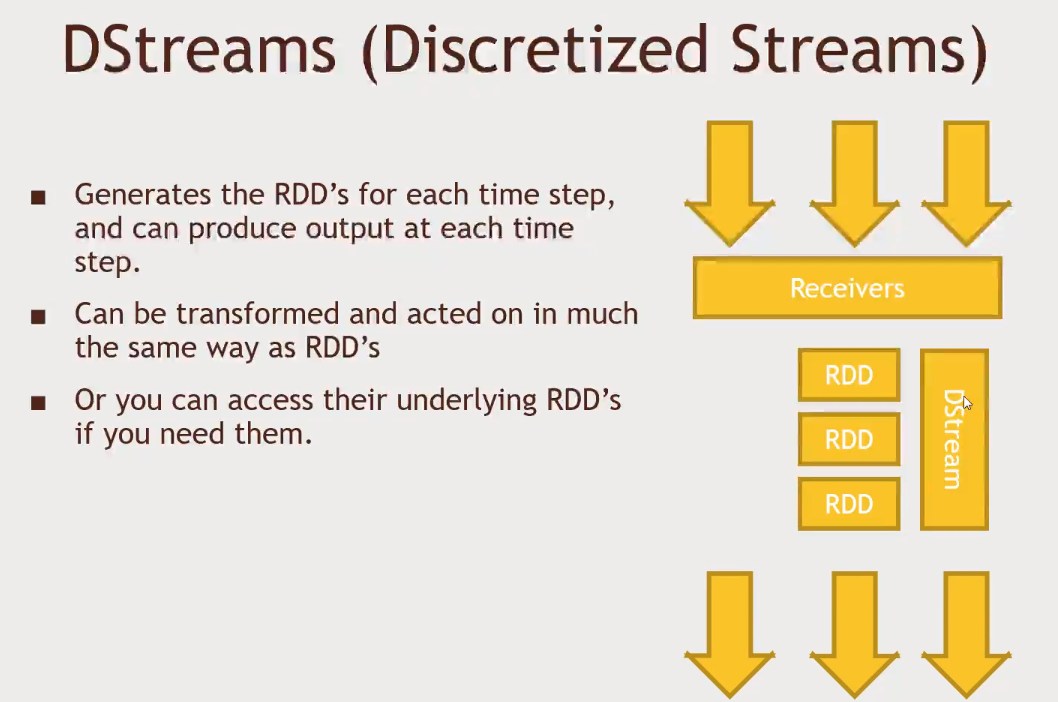 DStreams (Discretized Streams)
■ Generates the RDD’s for each time step,
and can produce output at each time
step.
■ Can be transformed and acted on in much
the same way as RDD’s
■ Or you can access their underlying RDD’s
if you need them.
Receivers
RDD
RDD
RDD
DStream